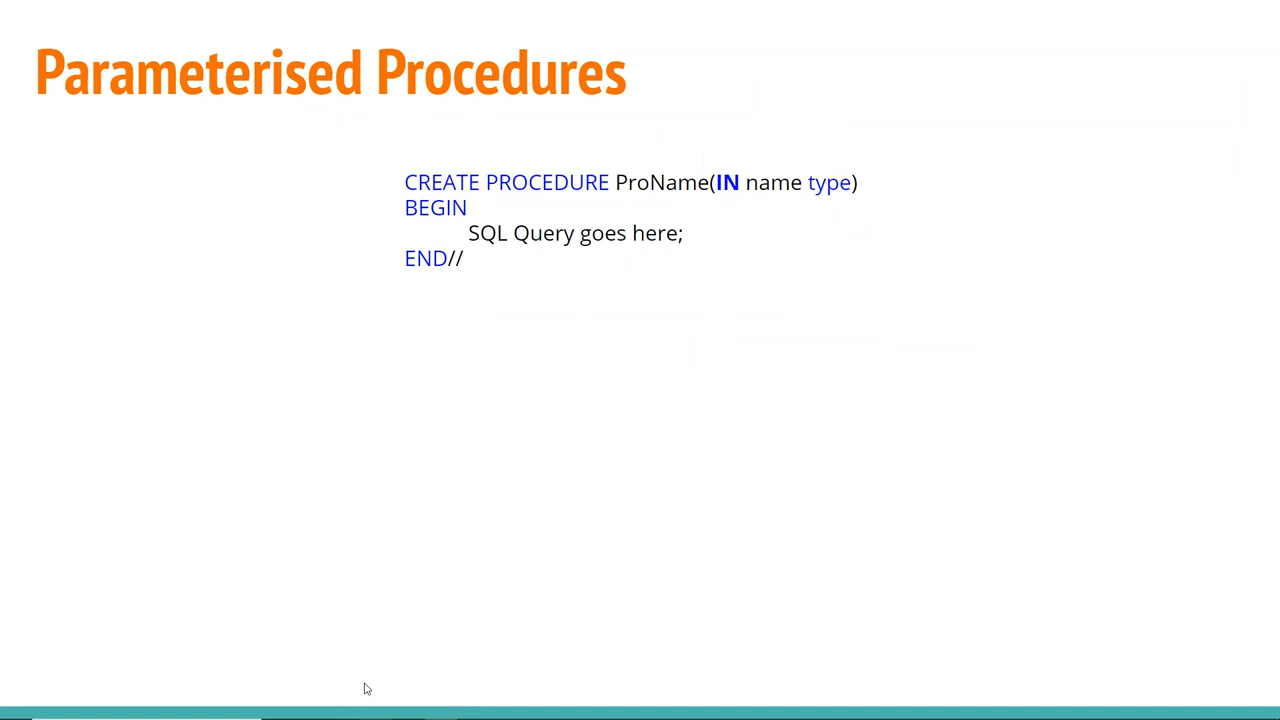 Parameterised Procedures
CREATE PROCEDURE ProName(IN name type)
BEGIN
SQL Query goes here;
END//